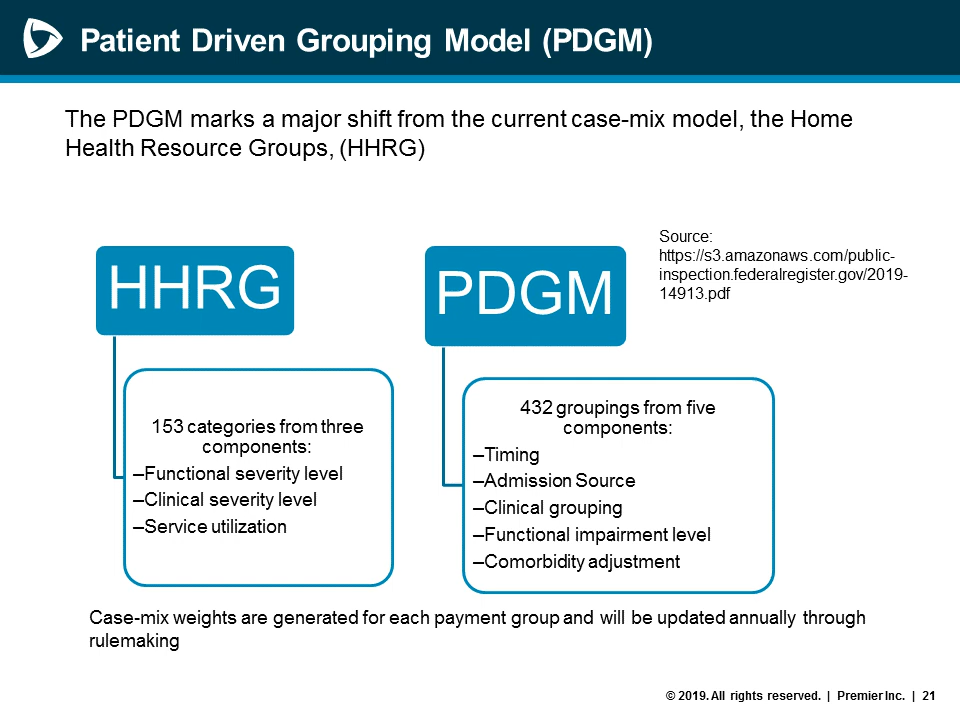 Patient Driven Grouping Model (PDGM)
The PDGM marks a major shift from the current case-mix model, the Home
Health Resource Groups, (HHRG)
HHRG
153 categories from three
components:
–Functional severity level
–Clinical severity level
–Service utilization
PDGM
432 groupings from five
components:
–Timing
–Admission Source
–Clinical grouping
–Functional impairment level
–Comorbidity adjustment
Source:
https://s3.amazonaws.com/public-
inspection.federalregister.gov/2019-
14913.pdf
Case-mix weights are generated for each payment group and will be updated annually through
rulemaking
© 2019. All rights reserved. | Premier Inc. | 21